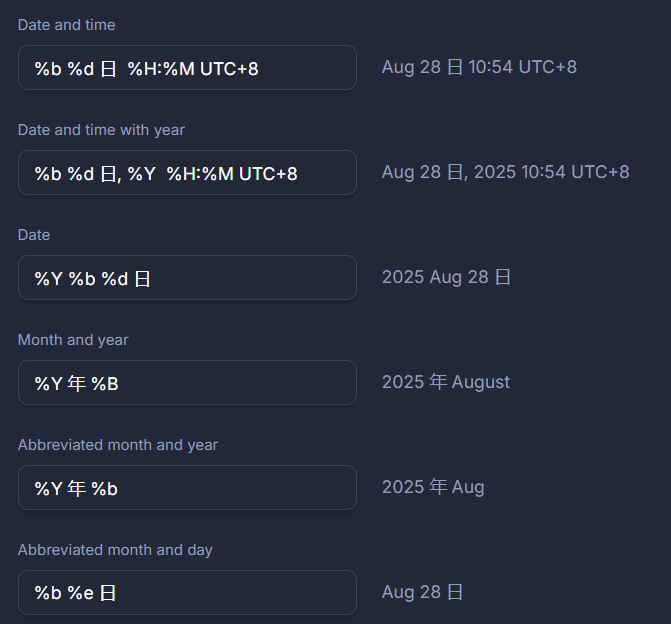 Date and time
%b %d 日  %H:%M UTC+8
Aug 28 日 10:54 UTC+8
Date and time with year
%b %d 日, %Y  %H:%M UTC+8
Aug 28 日, 2025 10:54 UTC+8
Date
%Y %b %d 日
2025 Aug 28 日
Month and year
%Y 年 %B
2025 年 August
Abbreviated month and year
%Y 年 %b
2025 年 Aug
Abbreviated month and day
%b %e 日
Aug 28 日